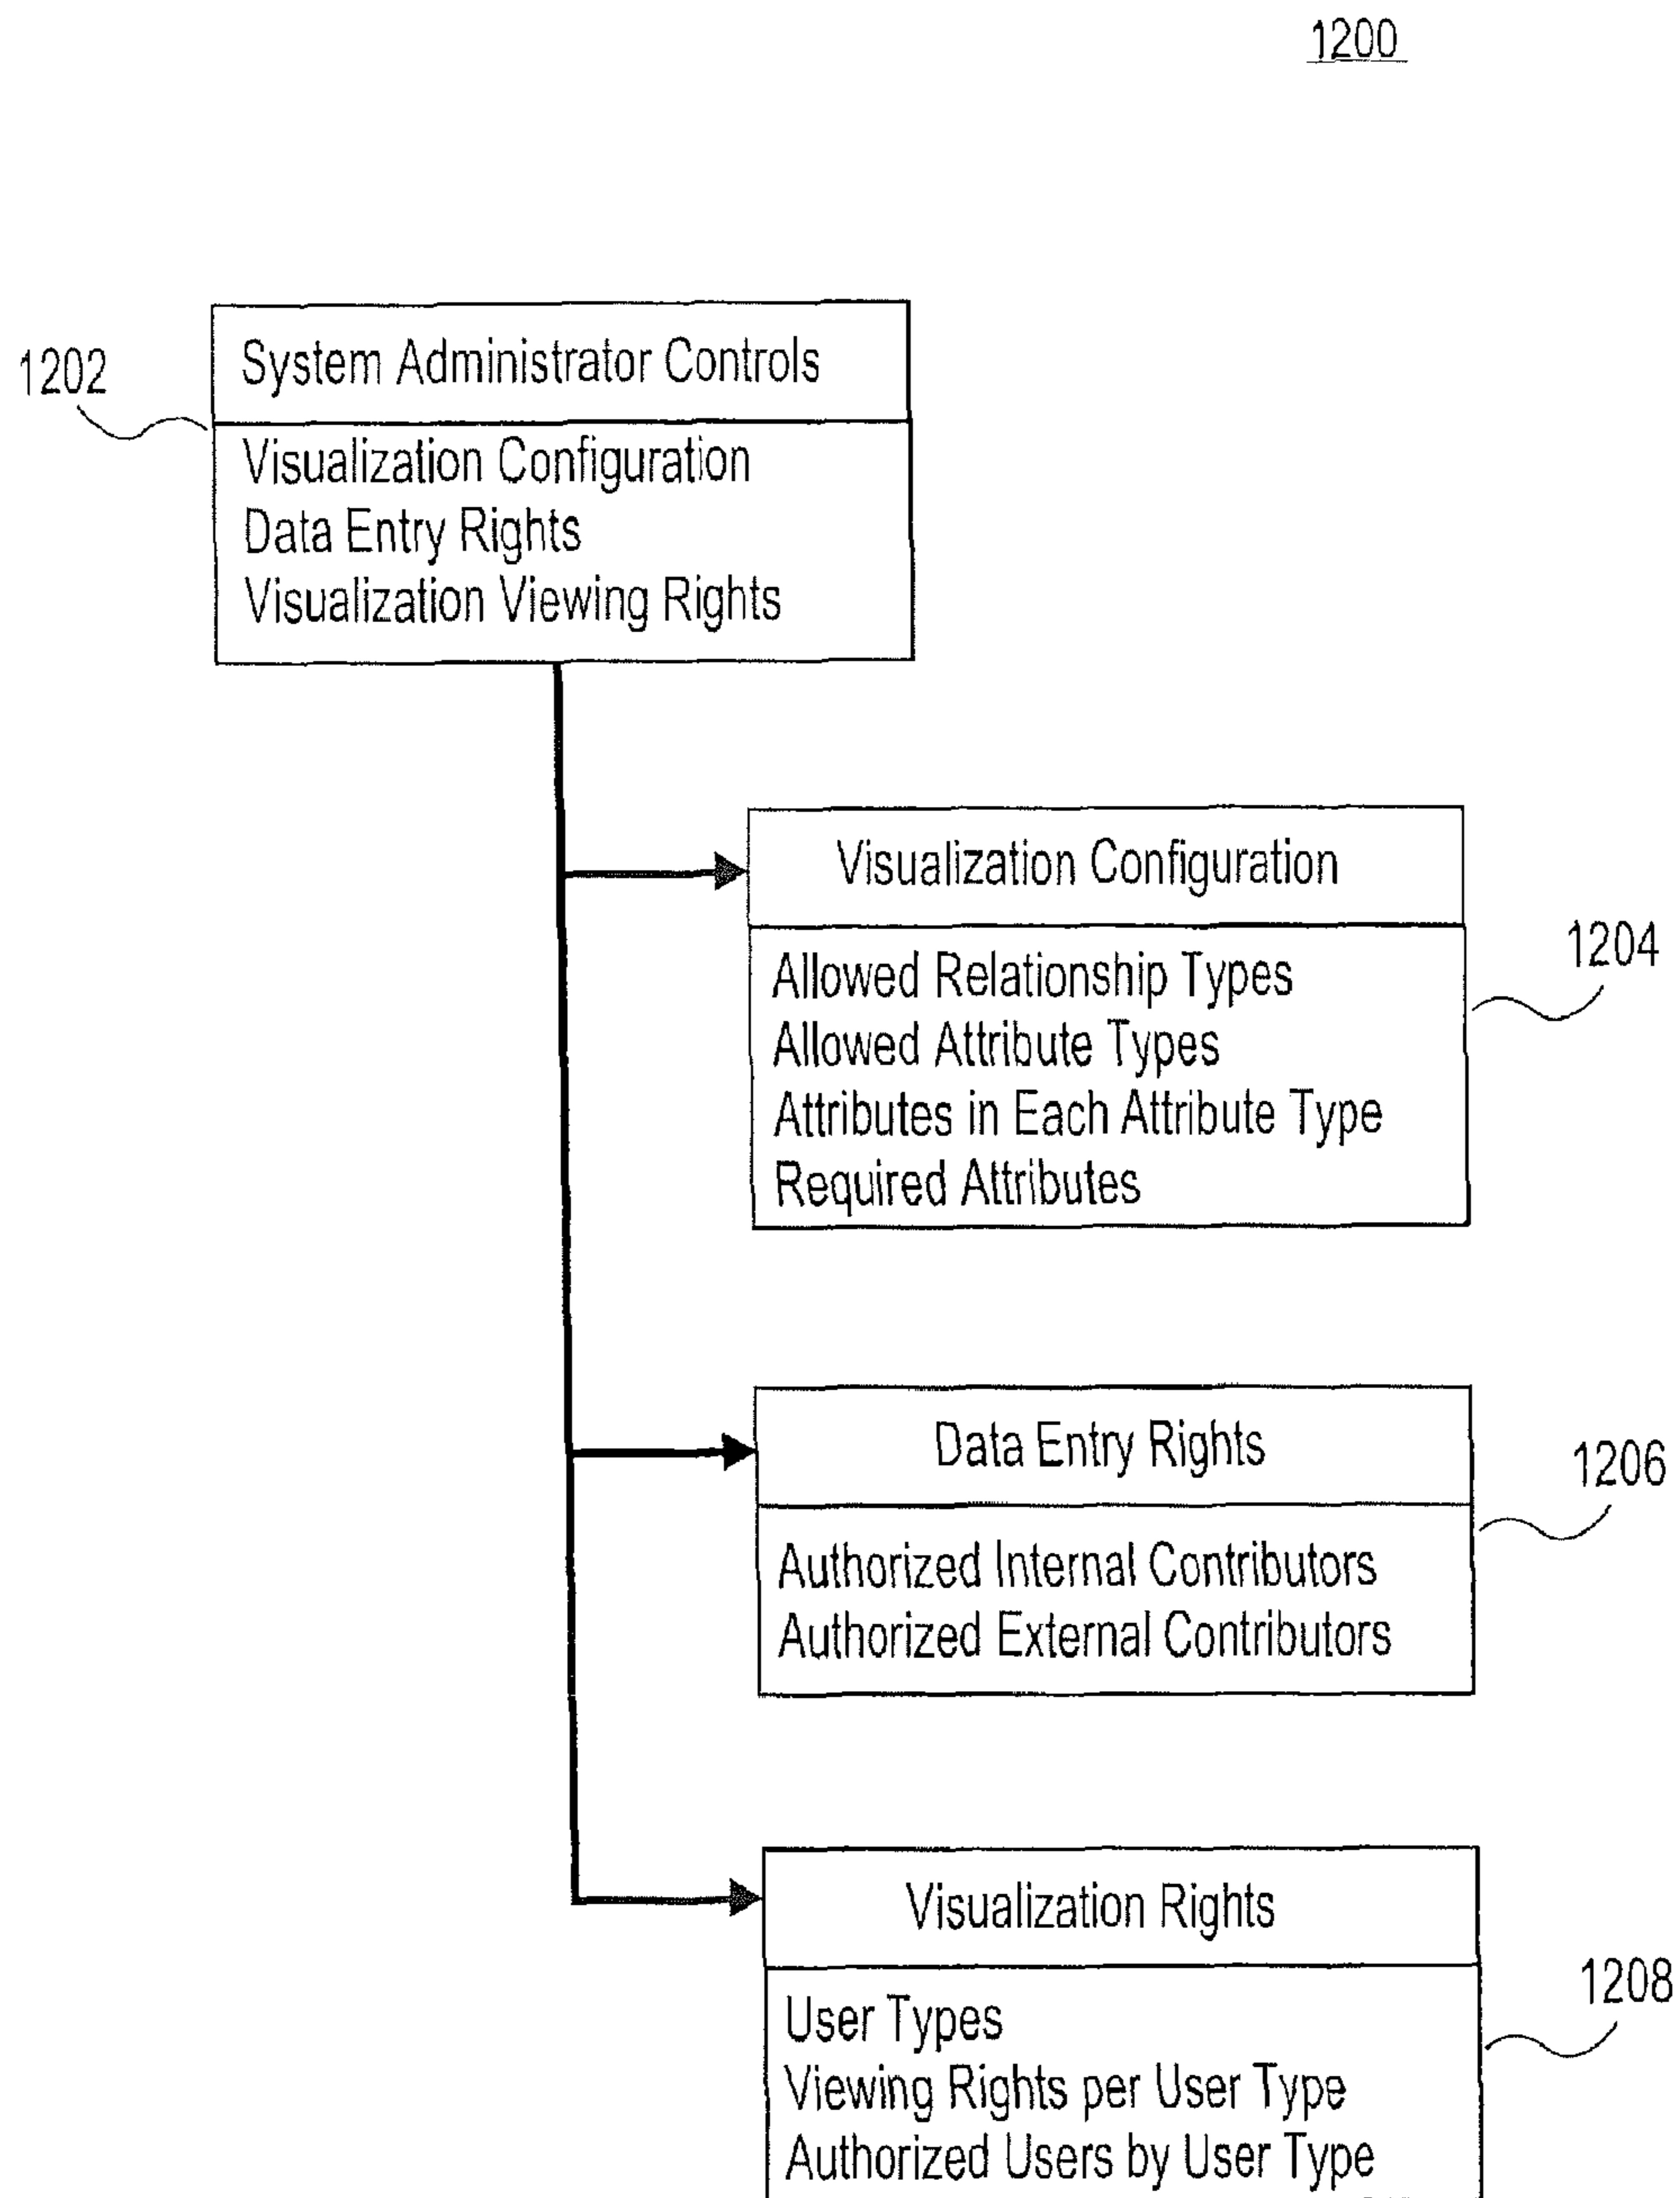 1200
1202
System Administrator Controls
Visualization Configuration
Data Entry Rights
Visualization Viewing Rights
Visualization Configuration
1204
Allowed Relationship Types
Allowed Attribute Types
Attributes in Each Attribute Type
Required Attributes
Data Entry Rights
1206
Authorized Internal Contributors
Authorized External Contributors
Visualization Rights
1208
User Types
Viewing Rights per User Type
Authorized Users by User Type